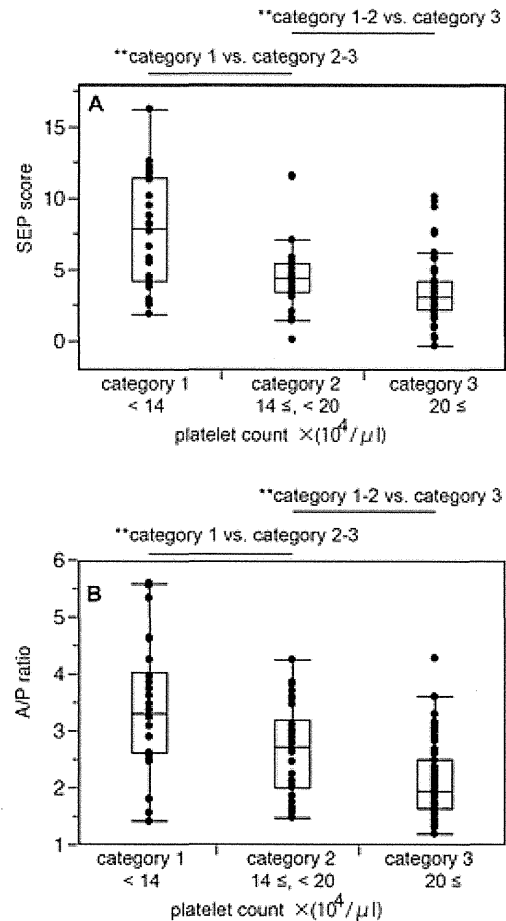 **category 1-2 vs. category 3
**category 1 vs. category 2-3
A
SEP score
15
10
5
0
category 1 category 2 category 3
< 14 14 ≤, < 20 20 ≤
platelet count ×(10⁴/μl)
**category 1-2 vs. category 3
**category 1 vs. category 2-3
B
A/P ratio
6
5
4
3
2
1
category 1 category 2 category 3
< 14 14 ≤, < 20 20 ≤
platelet count ×(10⁴/μl)